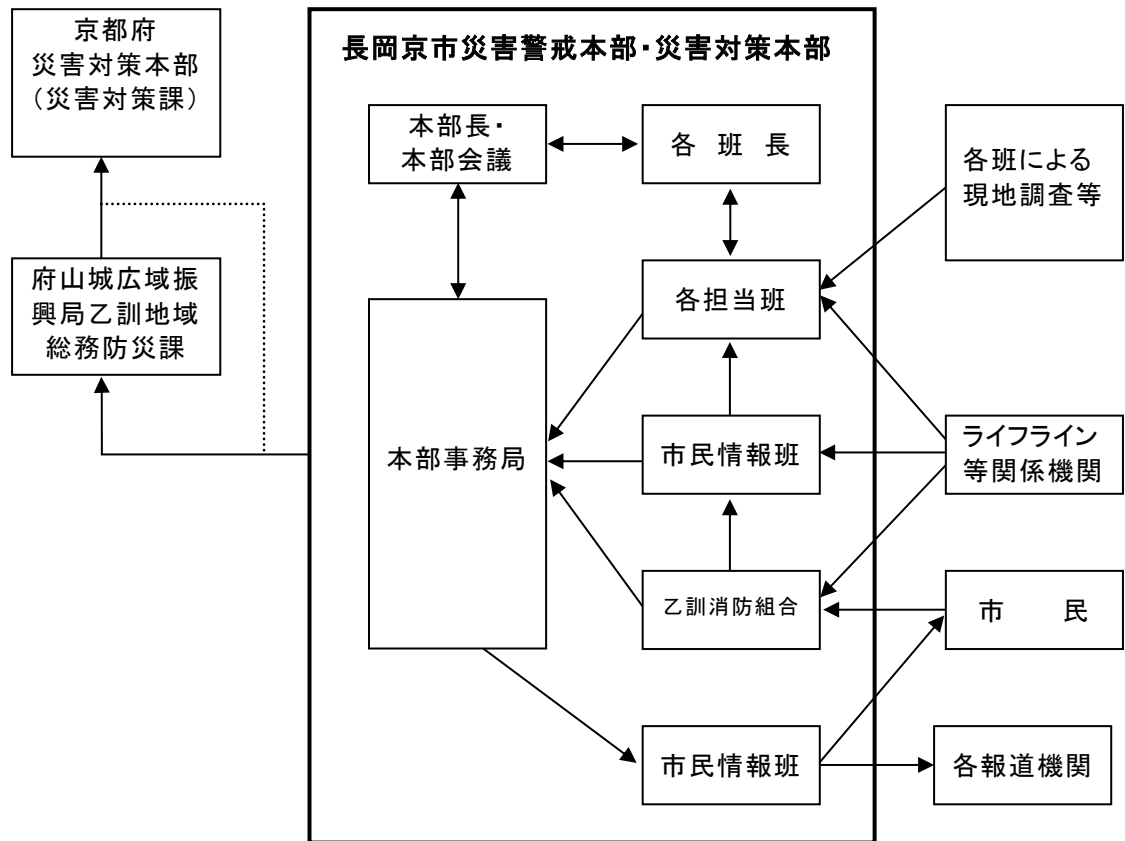 京都府
災害対策本部
（災害対策課）
府山城広域振
興局乙訓地域
総務防災課
長岡京市災害警戒本部・災害対策本部
本部長・
本部会議
各 班 長
各班による
現地調査等
各担当班
本部事務局
市民情報班
ライフライン
等関係機関
乙訓消防組合
市　　民
市民情報班
各報道機関